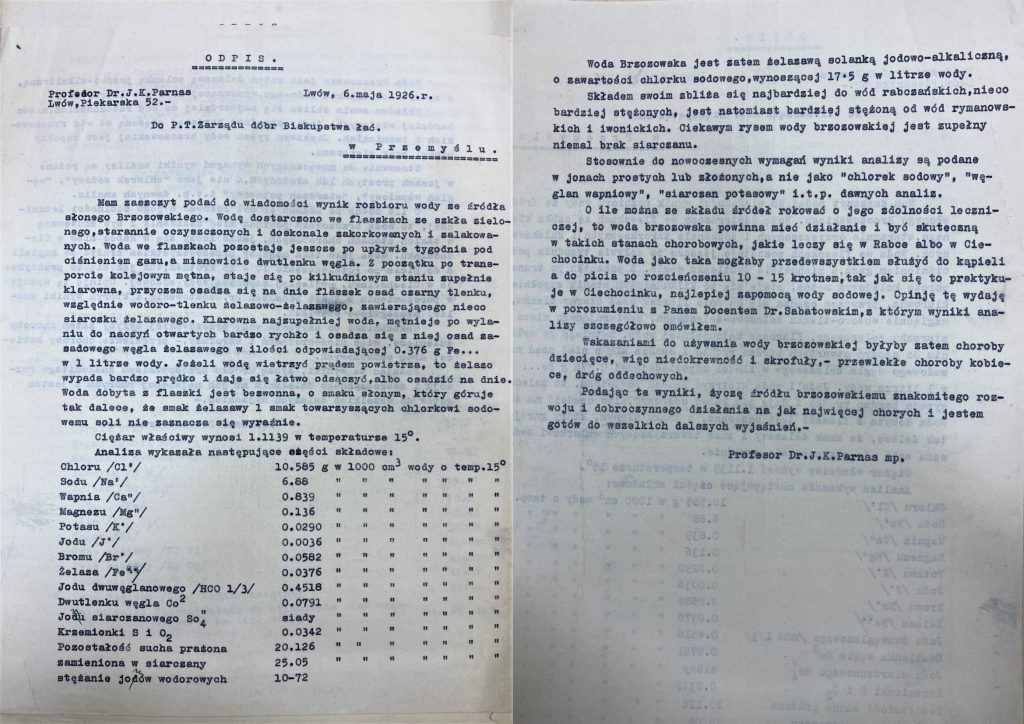 ODPIS.
Profesor Dr.J.K.Parnas
Lwów,Piekarska 52.-
Lwów, 6.maja 1926.r.
Do P.T.Zarządu dóbr Biskupstwa łać.
w Przemyślu.
Mam zaszczyt podać do wiadomości wynik rozbioru wody ze źródła
słonego Brzozowskiego. Wodę dostarczono we flaszkach ze szkła zielo-
nego,starannie oczyszczonych i doskonale zakorkowanych i zalakowa-
nych. Woda we flaszkach pozostaje jeszcze po upływie tygodnia pod
ciśnieniem gazu,a mianowicie dwutlenku węgla. Z początku po trans-
porcie kolejowym mętna, staje się po kilkudniowym staniu zupełnie
klarowna, przyczem osadza się na dnie flaszek osad czarny tlenku,
względnie wodoro-tlenku żelazowo-żelazawego, zawierającego nieco
siarczku żelazawego. Klarowna najzupełniej woda, mętnieje po wyla-
niu do naczyń otwartych bardzo rychło i osadza się z niej osad za-
sadowego węgla żelazawego w ilości odpowiadającej 0.376 g Fe...
w 1 litrze wody. Jeżeli wodę wietrzyć prądem powietrza, to żelazo
wypada bardzo prędko i daje się łatwo odsączyć,albo osadzić na dnie.
Woda dobyta z flaszki jest bezwonna, o smaku słonym, który góruje
tak dalece, że smak żelazawy i smak towarzyszących chlorkowi sodo-
wemu soli nie zaznacza się wyraźnie.
Ciężar właściwy wynosi 1.1139 w temperaturze 15°.
Analiza wykazała następujące części składowe:
Chloru /Cl'/ 10.585 g w 1000 cm3 wody o temp.15°
Sodu /Na'/ 6.88 " " " " " " "
Wapnia /Ca"/ 0.839 " " " " " " "
Magnezu /Mg"/ 0.136 " " " " " " "
Potasu /K'/ 0.0290 " " " " " " "
Jodu /J'/ 0.0036 " " " " " " "
Bromu /Br'/ 0.0582 " " " " " " "
Żelaza /Fe""/ 0.0376 " " " " " " "
Jodu dwuwęglanowego /HCO 1/3/ 0.4518 " " " " " " "
Dwutlenku węgla Co2 0.0791 " " " " " " "
Jonu siarczanowego So4" siady " " " " " " "
Krzemionki S i O2 0.0342 " " " " " " "
Pozostałość sucha prażona 20.126 " " " " " " "
zamieniona w siarczany 25.05
stężanie jonów wodorowych 10-72
Woda Brzozowska jest zatem żelazawą solanką jodowo-alkaliczną,
o zawartości chlorku sodowego,wynoszącej 17.5 g w litrze wody.
Składem swoim zbliża się najbardziej do wód rabczańskich,nieco
bardziej stężonych, jest natomiast bardziej stężoną od wód rymanows-
kich i iwonickich. Ciekawym rysem wody brzozowskiej jest zupełny
niemal brak siarczanu.
Stosownie do nowoczesnych wymagań wyniki analizy są podane
w jonach prostych lub złożonych,a nie jako "chlorek sodowy", "wę-
glan wapniowy", "siarczan potasowy" i.t.p. dawnych analiz.
O ile można ze składu źródeł rokować o jego zdolności leczni-
czej, to woda brzozowska powinna mieć działanie i być skuteczną
w takich stanach chorobowych, jakie leczy się w Rabce albo w Cie-
chocinku. Woda jako taka mogłaby przedewszystkiem służyć do kąpieli
a do picia po rozcieńczeniu 10 - 15 krotnem,tak jak się to praktyku-
je w Ciechocinku, najlepiej zapomocą wody sodowej. Opinję tę wydaję
w porozumieniu z Panem Docentem Dr.Sabatowskim,z którym wyniki ana-
lizy szczegółowo omówiłem.
Wskazaniami do używania wody brzozowskiej byłyby zatem choroby
dziecięce, więc niedokrewność i skrofuły,- przewlekłe choroby kobie-
ce, dróg oddechowych.
Podając te wyniki, życzę źródłu brzozowskiemu znakomitego roz-
woju i dobroczynnego działania na jak najwięcej chorych i jestem
gotów do wszelkich dalszych wyjaśnień.-
Profesor Dr.J.K.Parnas mp.